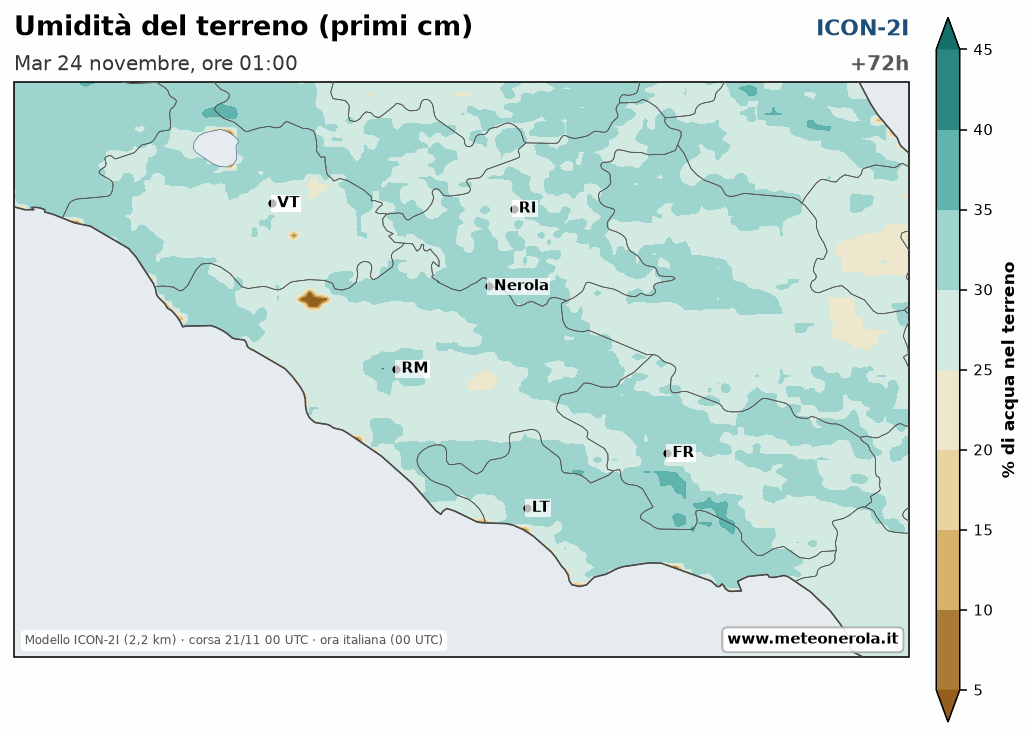 Umidità del terreno (primi cm)
ICON-2I
Mar 24 novembre, ore 01:00
+72h
45
40
35
30
25
20
15
10
5
% di acqua nel terreno
VT
RI
Nerola
RM
FR
LT
Modello ICON-2I (2,2 km) · corsa 21/11 00 UTC · ora italiana (00 UTC)
www.meteonerola.it